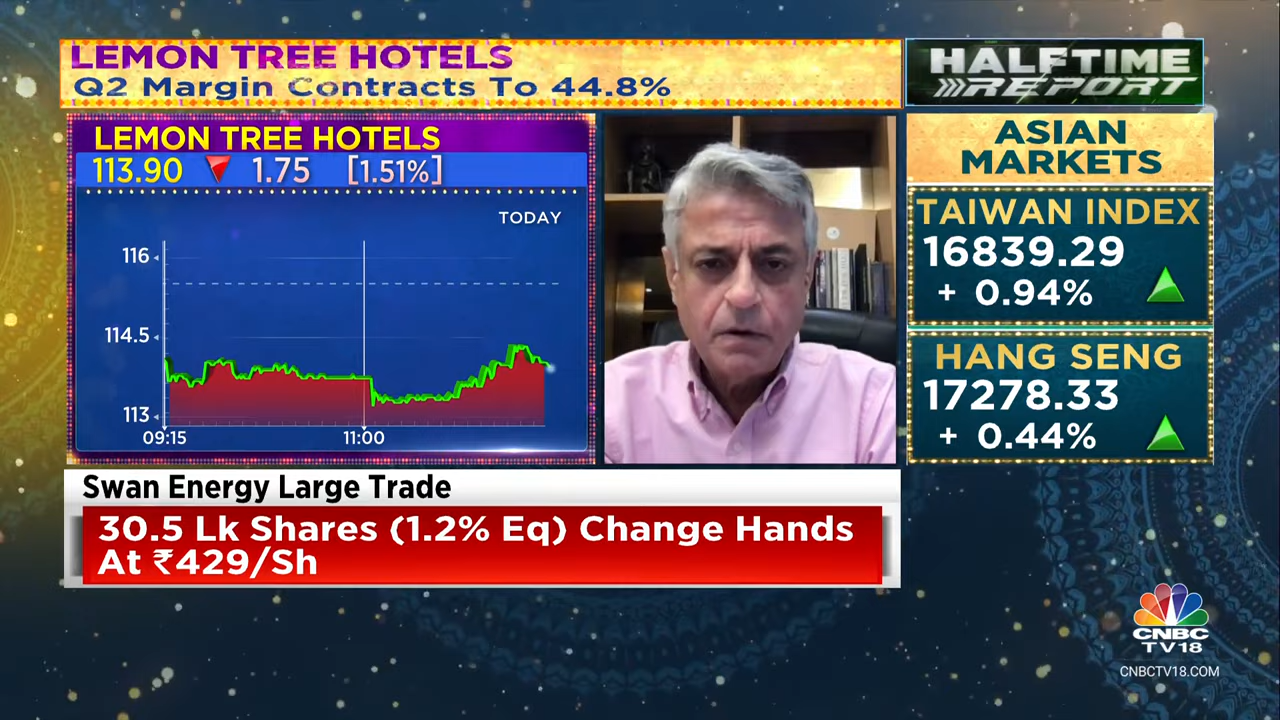 LEMON TREE HOTELS
Q2 Margin Contracts To 44.8%
HALFTIME
REPORT
LEMON TREE HOTELS
113.90 1.75 [1.51%]
TODAY
116
114.5
113
09:15 11:00
ASIAN
MARKETS
TAIWAN INDEX
16839.29
+ 0.94%
HANG SENG
17278.33
+ 0.44%
Swan Energy Large Trade
30.5 Lk Shares (1.2% Eq) Change Hands
At ₹429/Sh
CNBC
TV18
CNBCTV18.COM